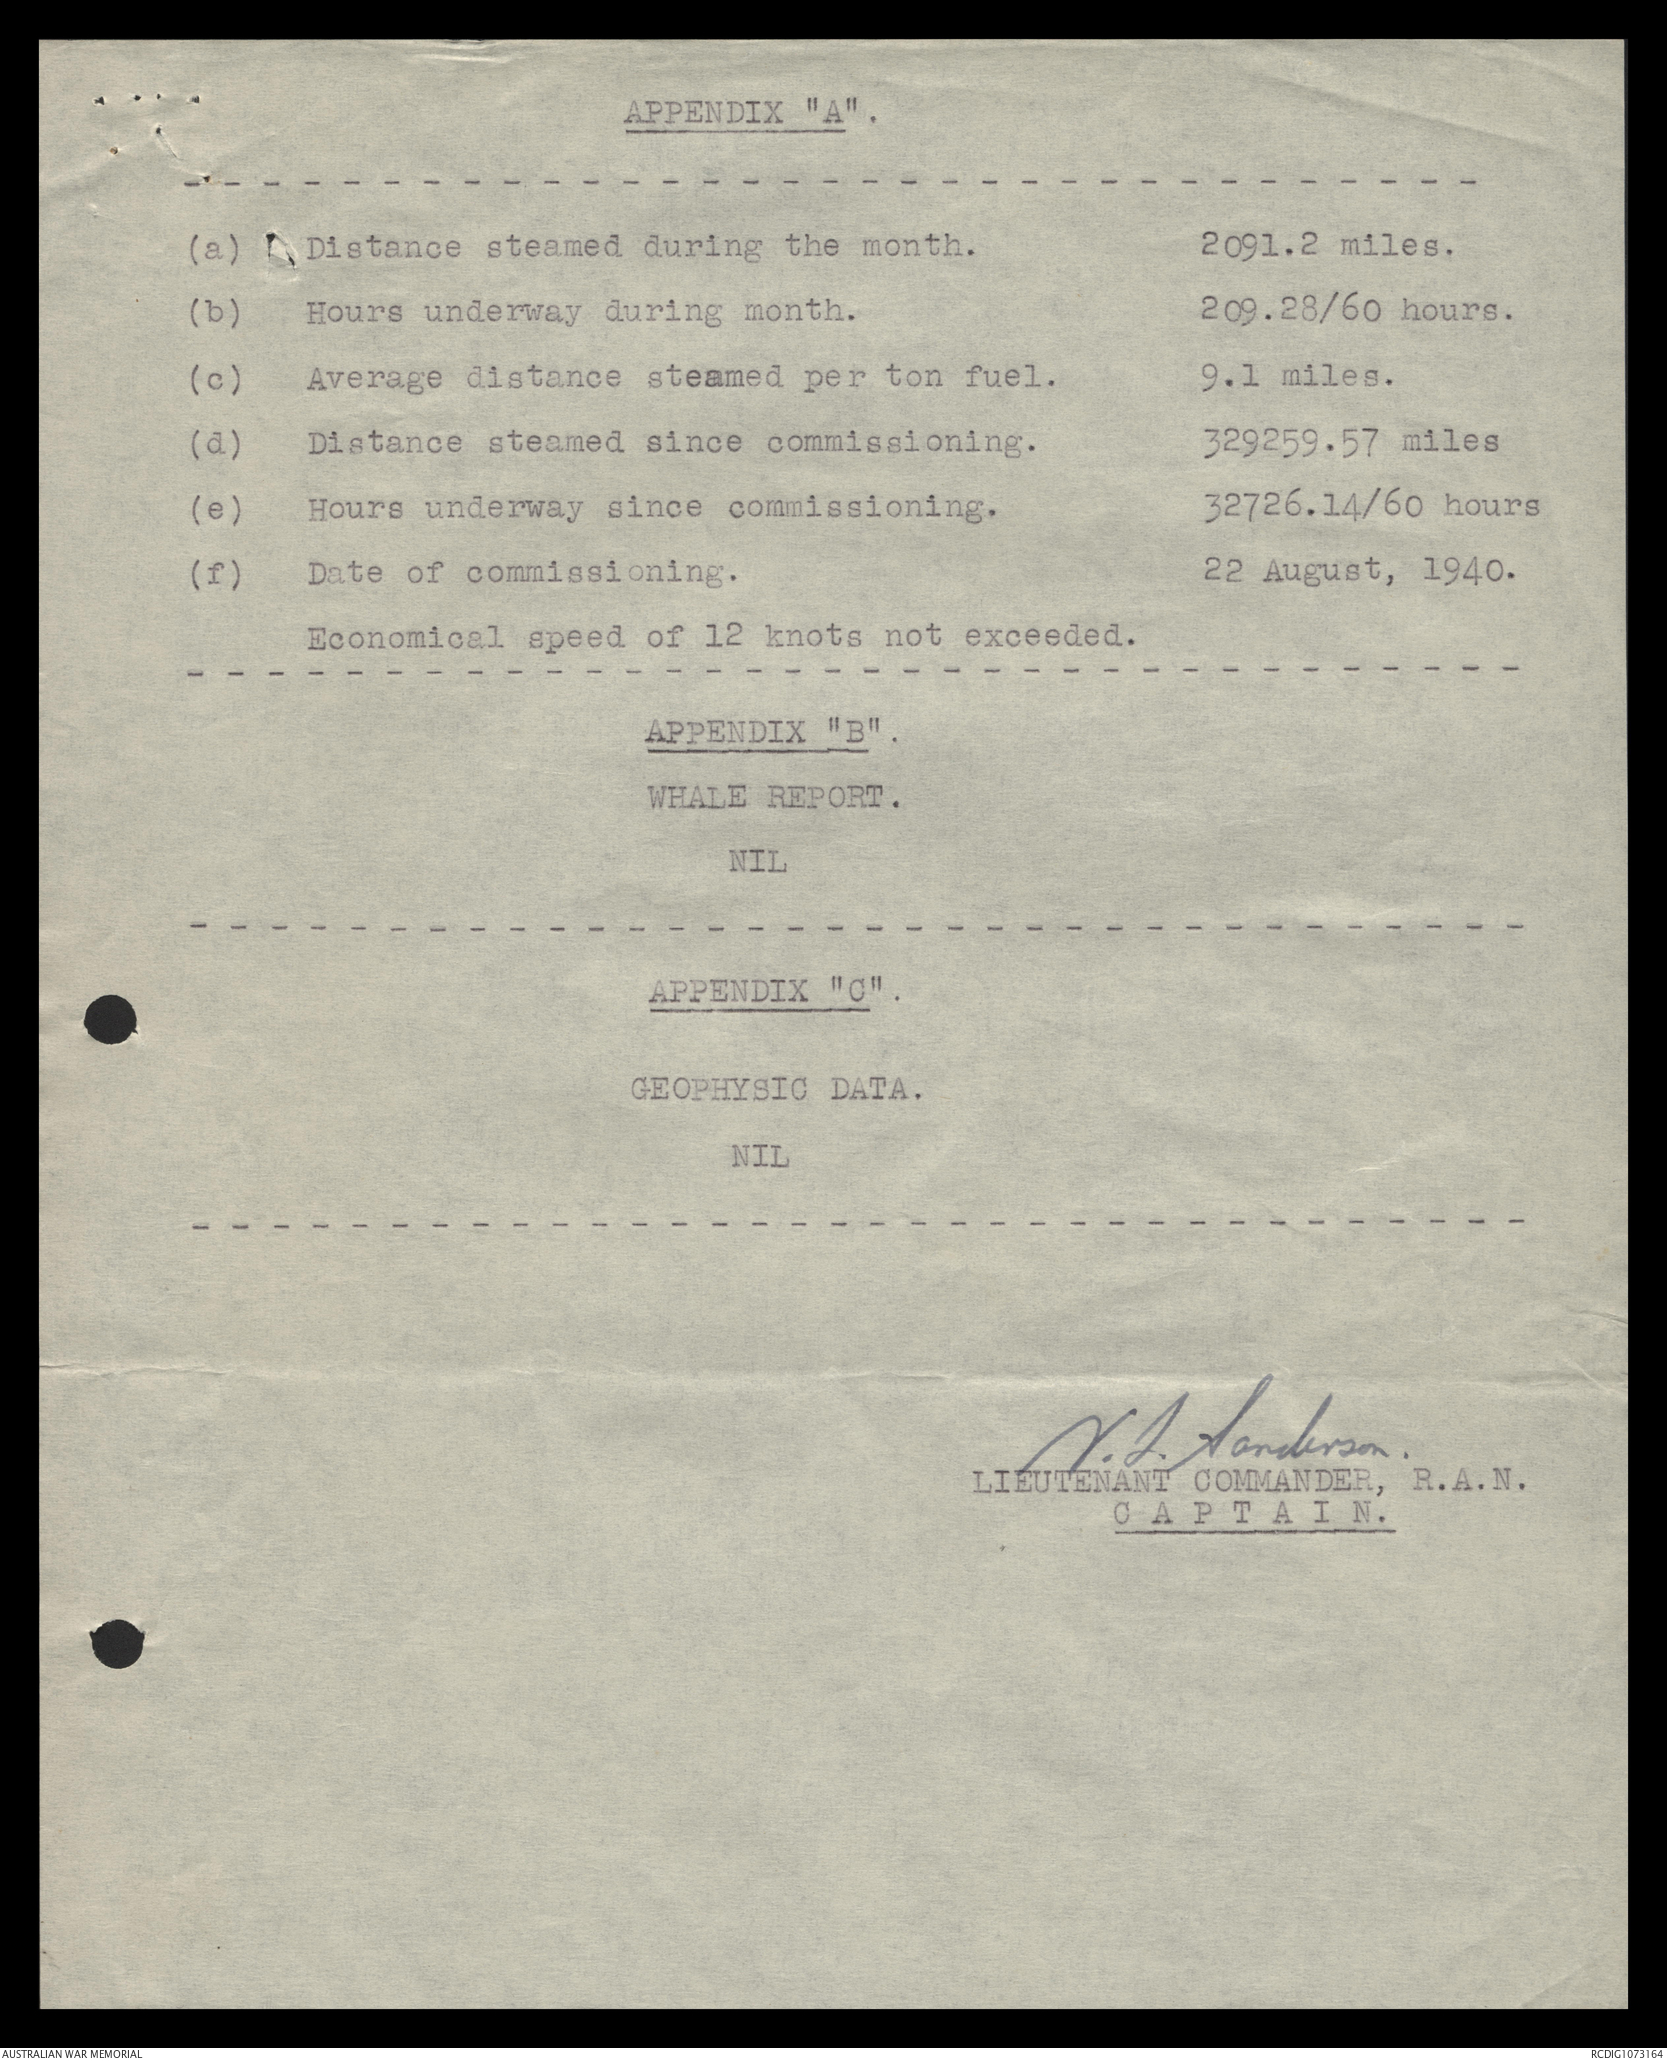 APPENDIX "A".
- - - - - - - - - - - - - - - - - - - - - - - - - - - - - - - - -
(a) Distance steamed during the month. 2091.2 miles.
(b) Hours underway during month. 209.28/60 hours.
(c) Average distance steamed per ton fuel. 9.1 miles.
(d) Distance steamed since commissioning. 329259.57 miles
(e) Hours underway since commissioning. 32726.14/60 hours
(f) Date of commissioning. 22 August, 1940.
Economical speed of 12 knots not exceeded.
- - - - - - - - - - - - - - - - - - - - - - - - - - - - - - - - - -
APPENDIX "B".
WHALE REPORT.
NIL
- - - - - - - - - - - - - - - - - - - - - - - - - - - - - - - - - -
APPENDIX "C".
GEOPHYSIC DATA.
NIL
- - - - - - - - - - - - - - - - - - - - - - - - - - - - - - - - - -
Sanderson.
LIEUTENANT COMMANDER, R.A.N.
C A P T A I N.
AUSTRALIAN WAR MEMORIAL RCDIG1073164